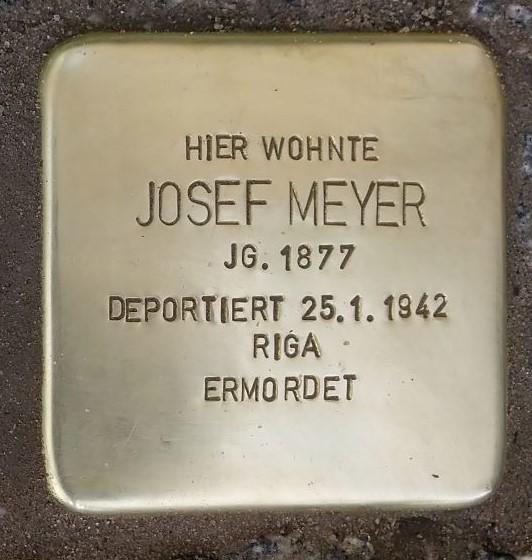 HIER WOHNTE
JOSEF MEYER
JG. 1877
DEPORTIERT 25.1.1942
RIGA
ERMORDET